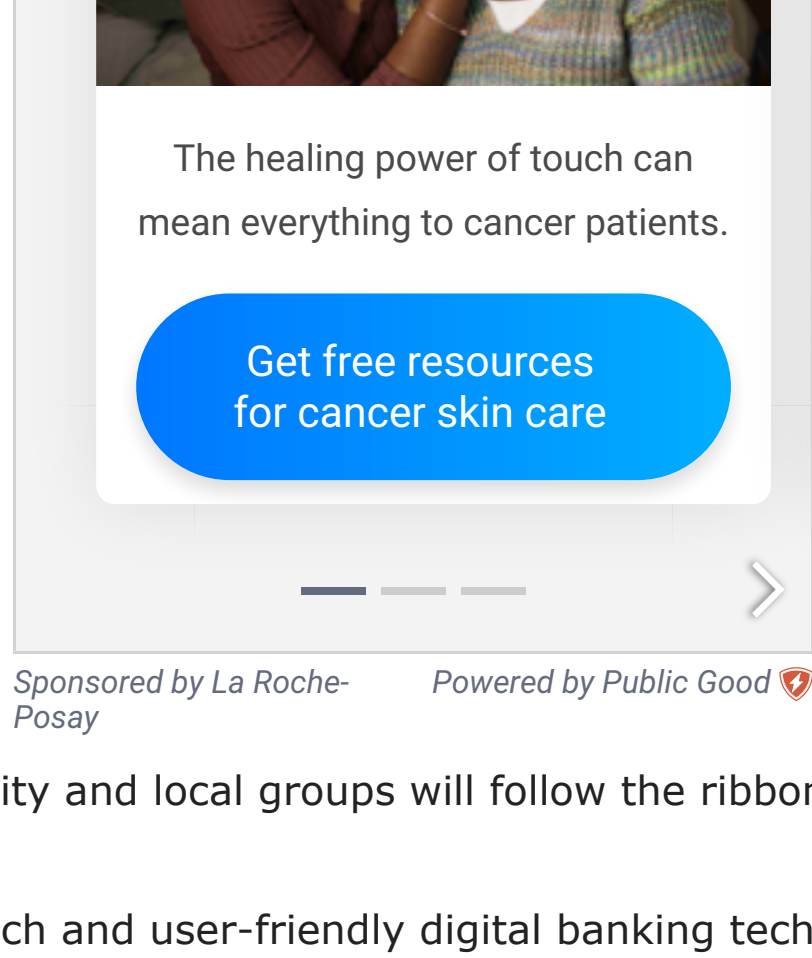 The healing power of touch can
mean everything to cancer patients.
Get free resources
for cancer skin care
Sponsored by La Roche-
Posay
Powered by Public Good
ity and local groups will follow the ribbon
ch and user-friendly digital banking tech